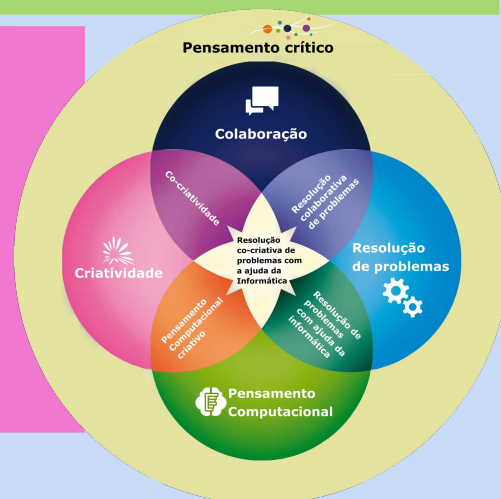 Pensamento crítico
Colaboração
Co-criatividade
Resolução
colaborativa
de problemas
Criatividade
Resolução
co-criativa de
problemas com
a ajuda da
Informática
Resolução
de problemas
Pensamento
Computacional
criativo
Resolução de
problemas
com ajuda da
informática
Pensamento
Computacional